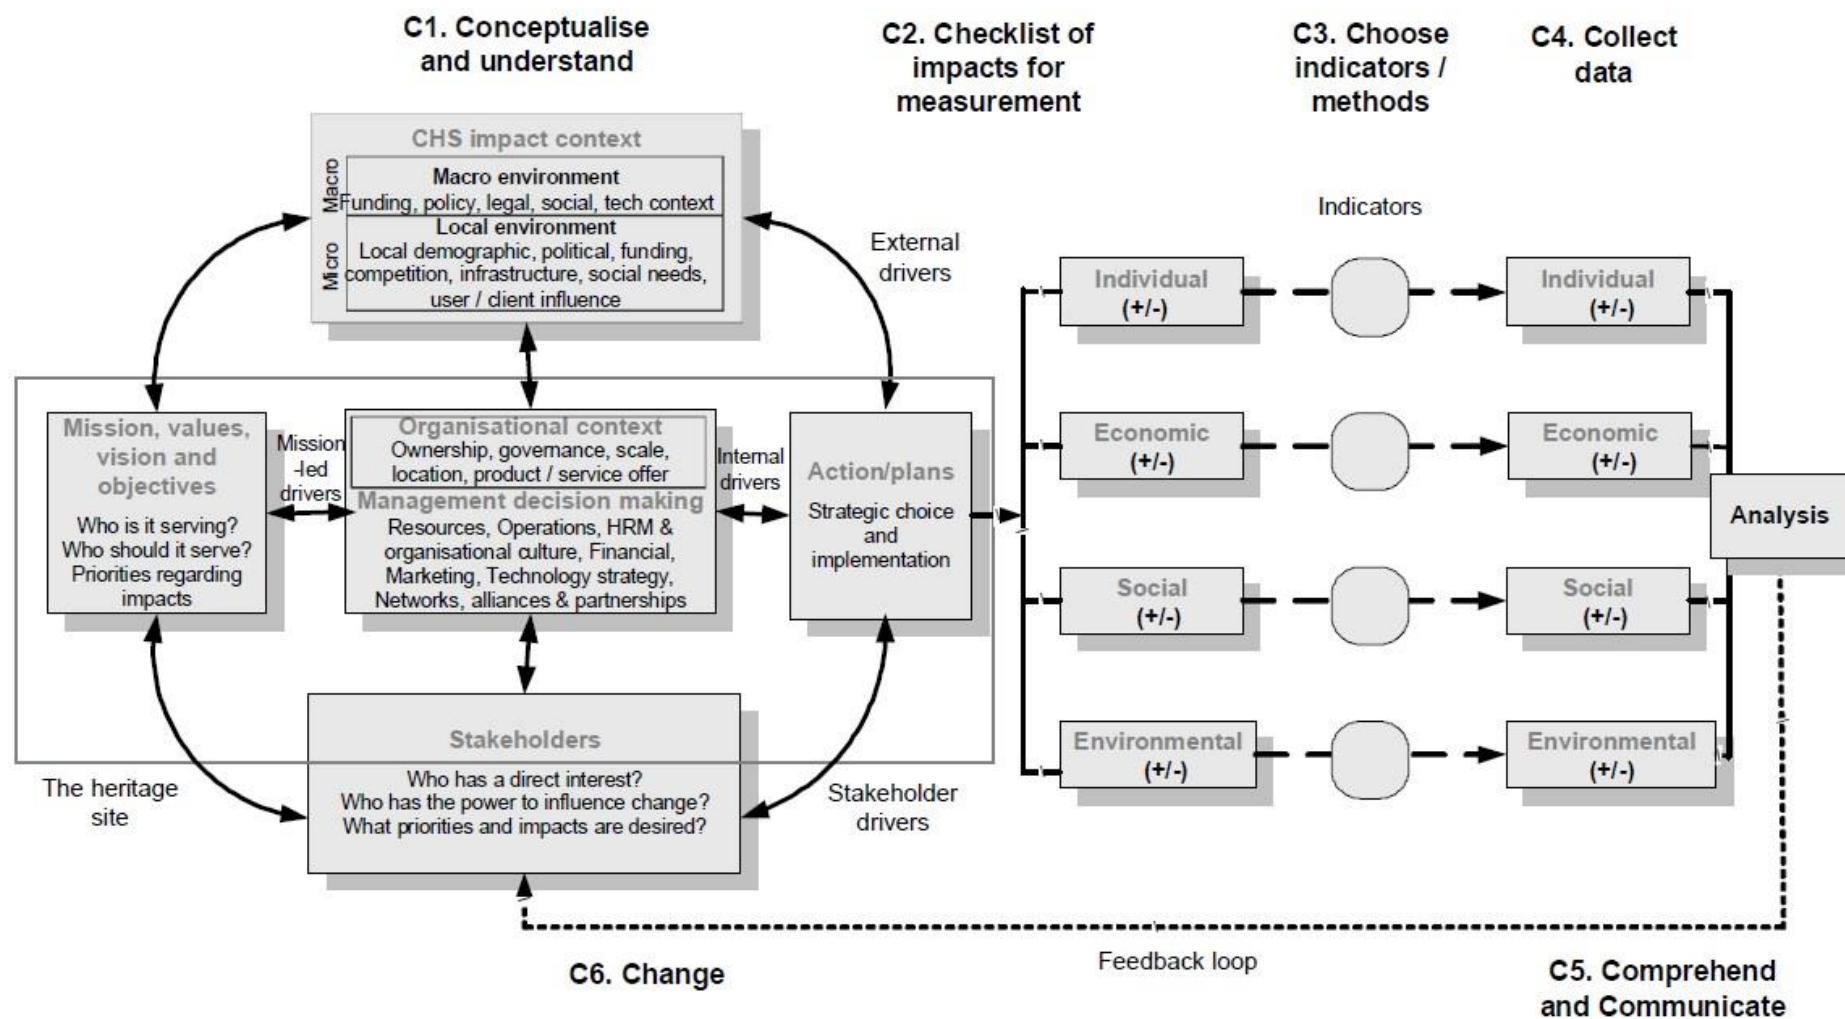 C1. Conceptualise
and understand
C2. Checklist of
impacts for
measurement
C3. Choose
indicators /
methods
C4. Collect
data
CHS impact context
Macro
Macro environment
Funding, policy, legal, social, tech context
Micro
Local environment
Local demographic, political, funding,
competition, infrastructure, social needs,
user / client influence
External
drivers
Mission, values,
vision and
objectives
Who is it serving?
Who should it serve?
Priorities regarding
impacts
Mission
-led
drivers
Organisational context
Ownership, governance, scale,
location, product / service offer
Management decision making
Resources, Operations, HRM &
organisational culture, Financial,
Marketing, Technology strategy,
Networks, alliances & partnerships
Internal
drivers
Action/plans
Strategic choice
and
implementation
Stakeholders
Who has a direct interest?
Who has the power to influence change?
What priorities and impacts are desired?
The heritage
site
Stakeholder
drivers
Indicators
Individual
(+/-)
Individual
(+/-)
Economic
(+/-)
Economic
(+/-)
Social
(+/-)
Social
(+/-)
Environmental
(+/-)
Environmental
(+/-)
Analysis
Feedback loop
C6. Change
C5. Comprehend
and Communicate